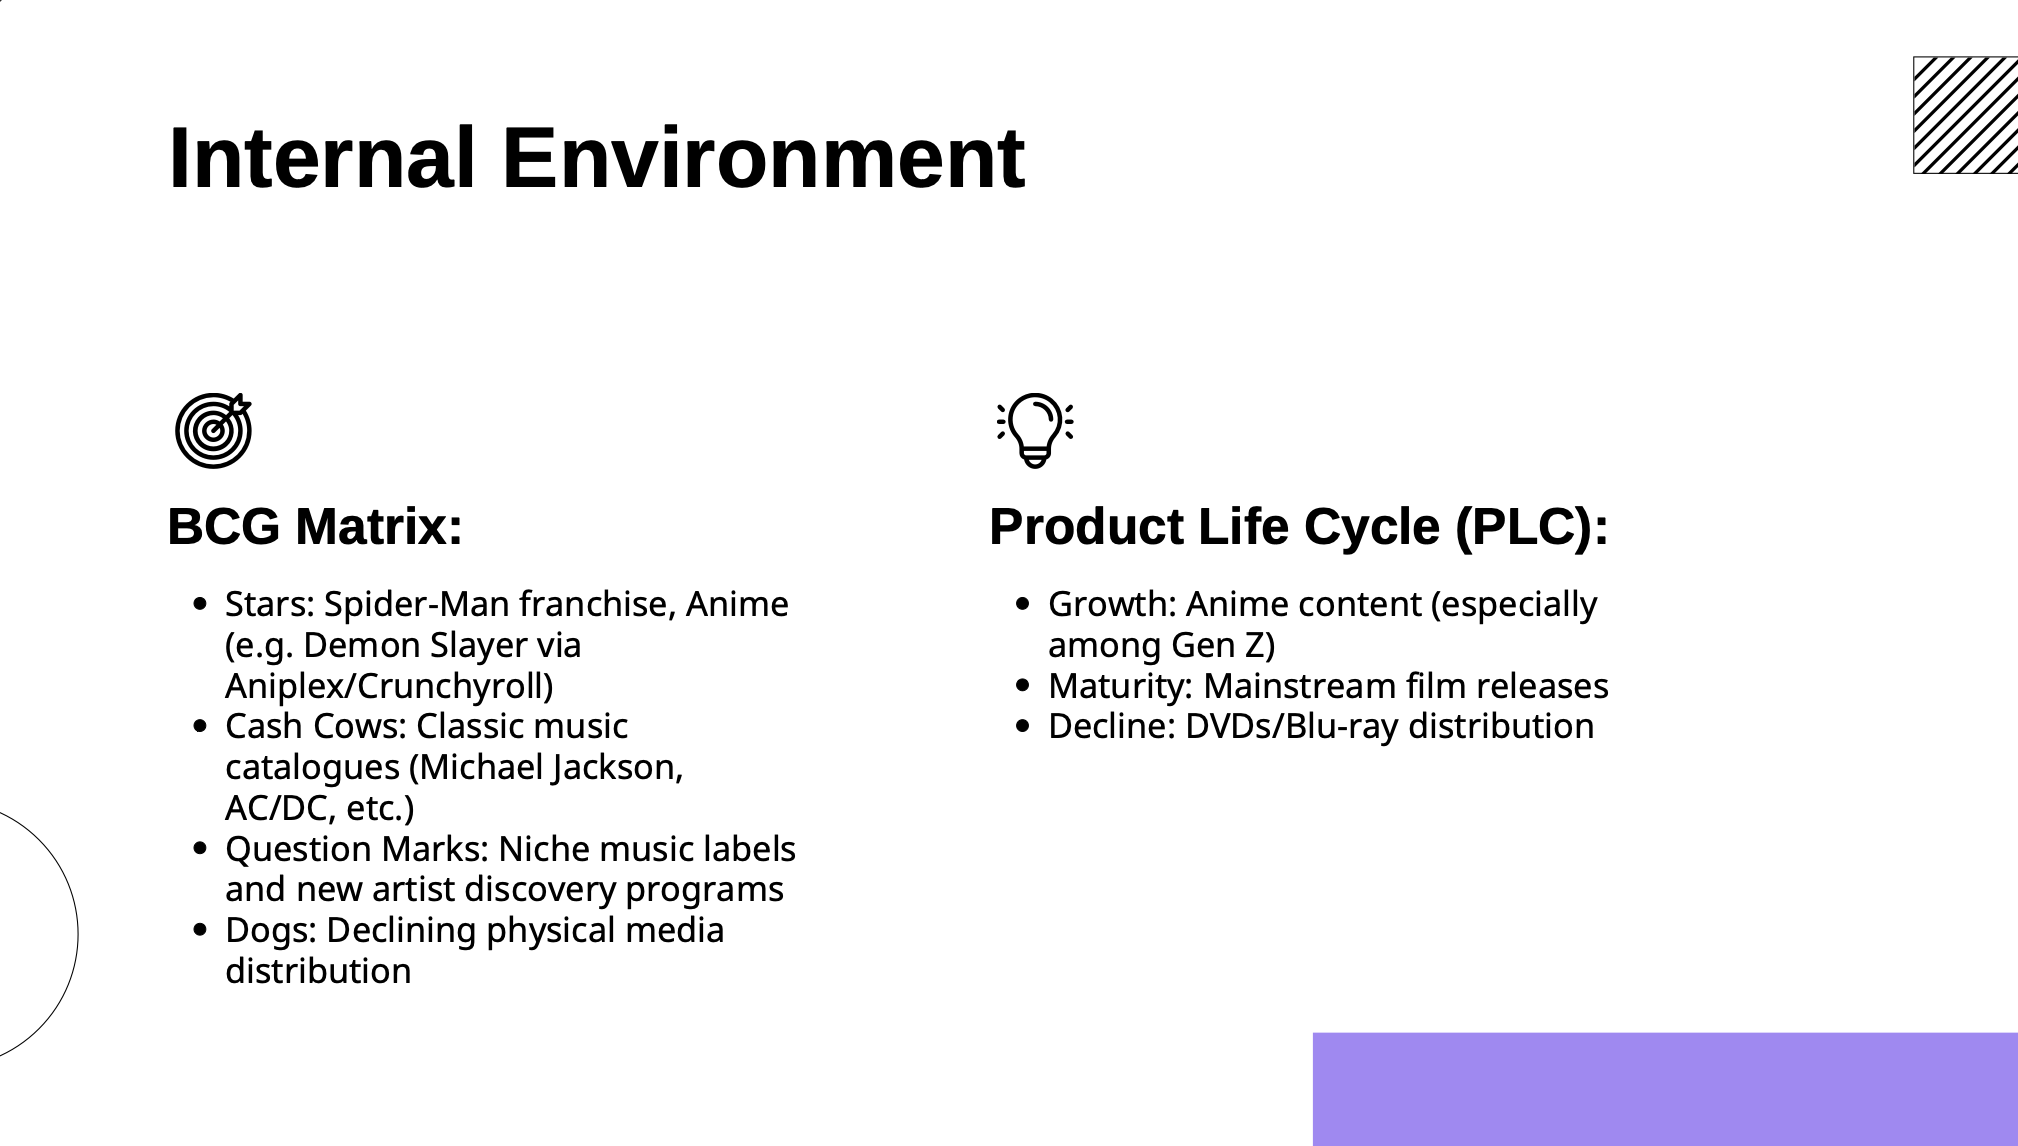 Internal Environment
BCG Matrix:
• Stars: Spider-Man franchise, Anime
(e.g. Demon Slayer via
Aniplex/Crunchyroll)
• Cash Cows: Classic music
catalogues (Michael Jackson,
AC/DC, etc.)
• Question Marks: Niche music labels
and new artist discovery programs
• Dogs: Declining physical media
distribution
Product Life Cycle (PLC):
• Growth: Anime content (especially
among Gen Z)
• Maturity: Mainstream film releases
• Decline: DVDs/Blu-ray distribution